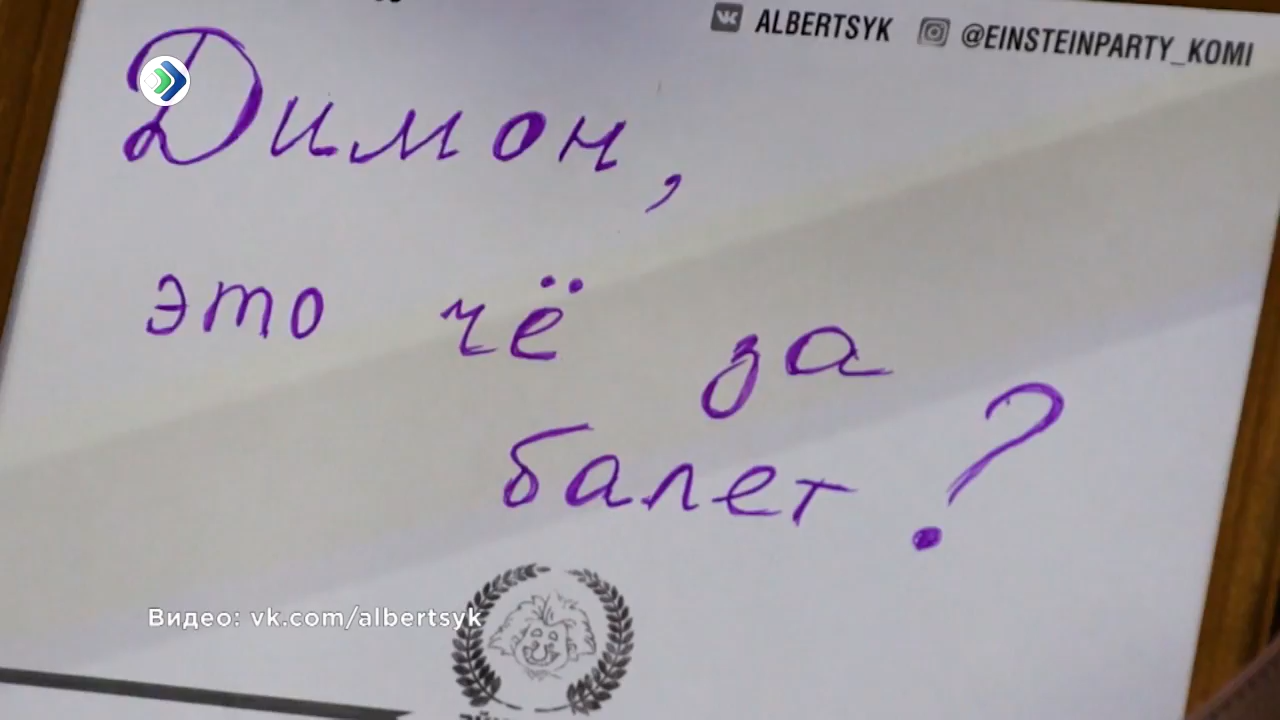 ALBERTSYK @EINSTEINPARTY_KOMI
Димон,
это чё за
балет?
Видео: vk.com/albertsyk